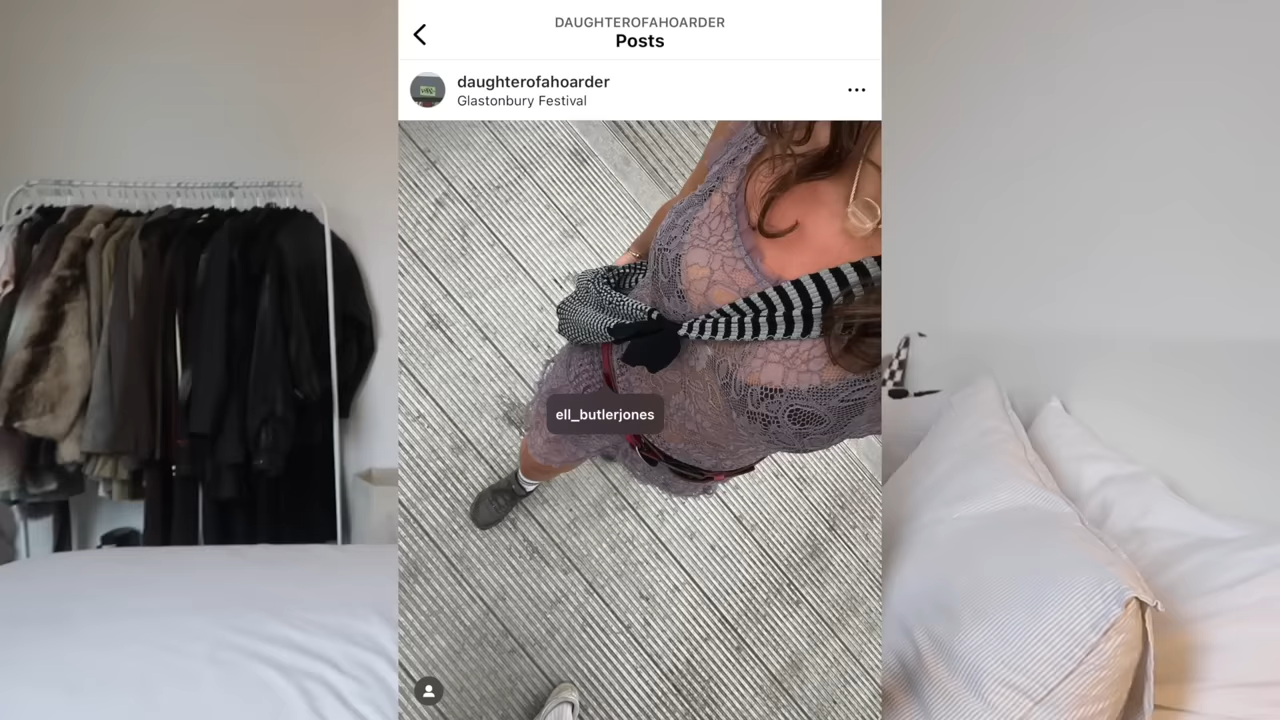 DAUGHTEROFAHOARDER
Posts
daughterofahoarder
Glastonbury Festival
ell_butlerjones